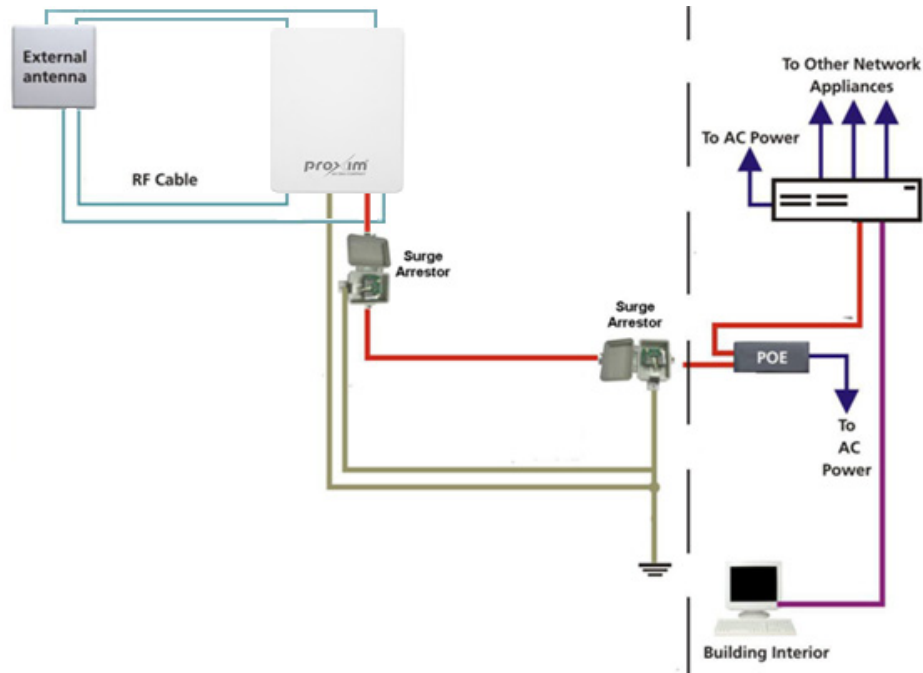 External
antenna
RF Cable
proxim
Surge
Arrestor
Surge
Arrestor
To Other Network
Appliances
To AC Power
POE
To
AC
Power
Building Interior